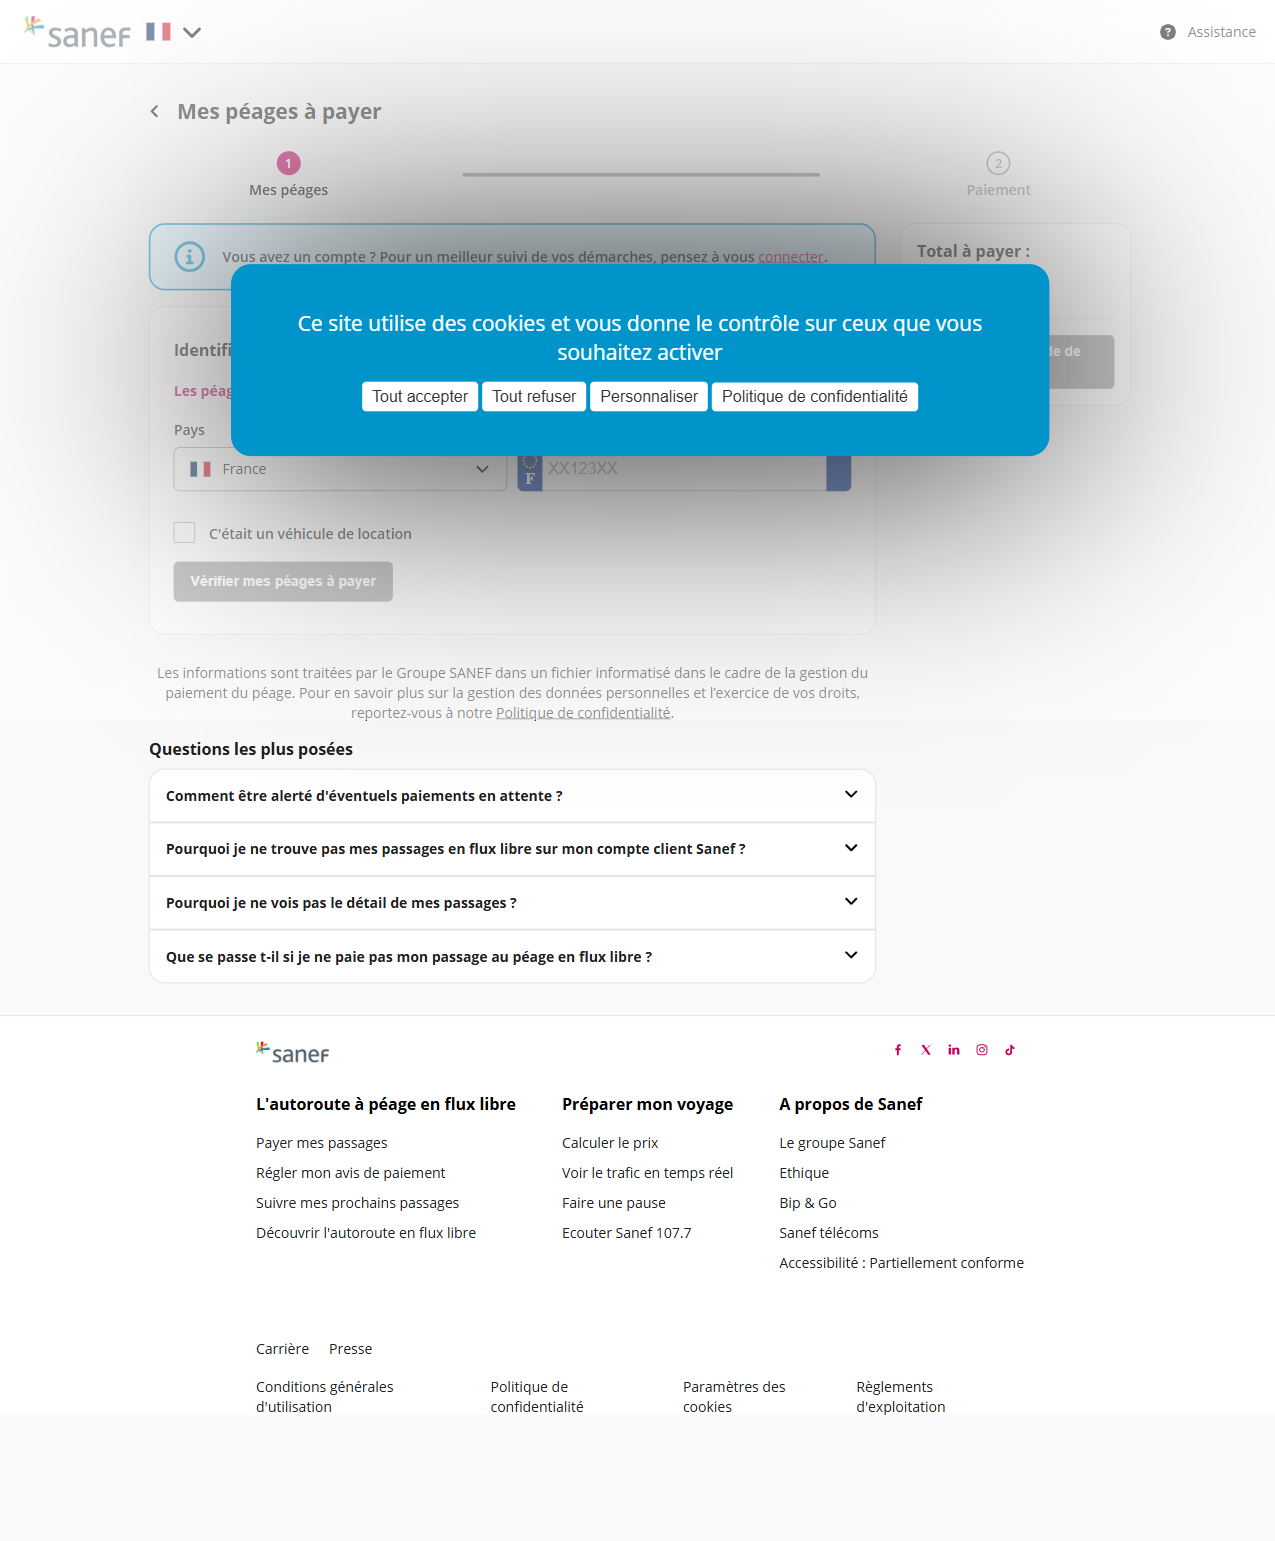 sanef
Assistance
Mes péages à payer
1
Mes péages
2
Paiement
Vous avez un compte ? Pour un meilleur suivi de vos démarches, pensez à vous connecter.
Total à payer :
Ce site utilise des cookies et vous donne le contrôle sur ceux que vous
souhaitez activer
Tout accepter
Tout refuser
Personnaliser
Politique de confidentialité
Les
Pays
France
F
XX123XX
C'était un véhicule de location
Vérifier mes péages à payer
Les informations sont traitées par le Groupe SANEF dans un fichier informatisé dans le cadre de la gestion du
paiement du péage. Pour en savoir plus sur la gestion des données personnelles et l'exercice de vos droits,
reportez-vous à notre Politique de confidentialité.
Questions les plus posées
Comment être alerté d'éventuels paiements en attente ?
Pourquoi je ne trouve pas mes passages en flux libre sur mon compte client Sanef ?
Pourquoi je ne vois pas le détail de mes passages ?
Que se passe t-il si je ne paie pas mon passage au péage en flux libre ?
sanef
L'autoroute à péage en flux libre
Payer mes passages
Régler mon avis de paiement
Suivre mes prochains passages
Découvrir l'autoroute en flux libre
Préparer mon voyage
Calculer le prix
Voir le trafic en temps réel
Faire une pause
Ecouter Sanef 107.7
A propos de Sanef
Le groupe Sanef
Ethique
Bip & Go
Sanef télécoms
Accessibilité : Partiellement conforme
Carrière
Presse
Conditions générales
d'utilisation
Politique de
confidentialité
Paramètres des
cookies
Règlements
d'exploitation